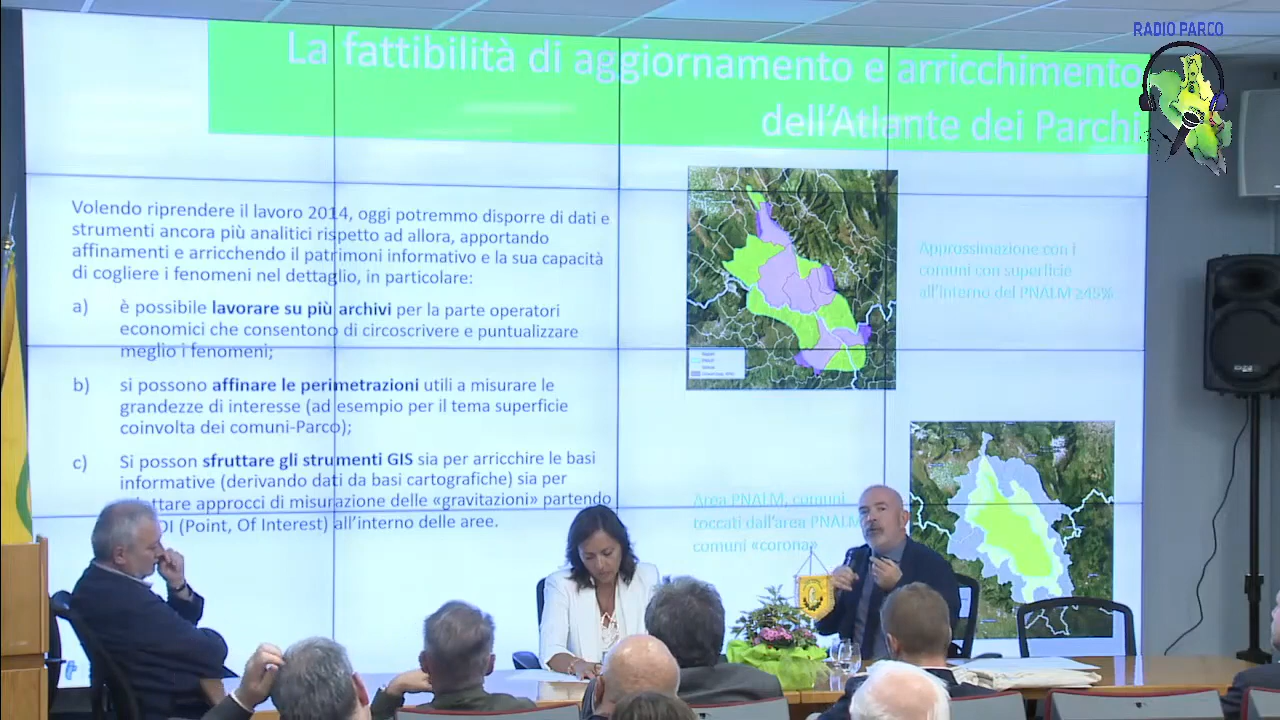 RADIO PARCO
La fattibilità di aggiornamento e arricchimento
dell'Atlante dei Parchi
Volendo riprendere il lavoro 2014, oggi potremmo disporre di dati e
strumenti ancora più analitici rispetto ad allora, apportando
affinamenti e arricchendo il patrimoni informativo e la sua capacità
di cogliere i fenomeni nel dettaglio, in particolare:
a) è possibile lavorare su più archivi per la parte operatori
economici che consentono di circoscrivere e puntualizzare
meglio i fenomeni;
b) si possono affinare le perimetrazioni utili a misurare le
grandezze di interesse (ad esempio per il tema superficie
coinvolta dei comuni-Parco);
c) Si posson sfruttare gli strumenti GIS sia per arricchire le basi
informative (derivando dati da basi cartografiche) sia per
approcci di misurazione delle «gravitazioni» partendo
(Point, Of Interest) all'interno delle aree.
Approssimazione con i
comuni con superficie
all'interno del PNALM ≥45%
Area PNALM, comuni
toccati dall'area PNALM
comuni «corona»